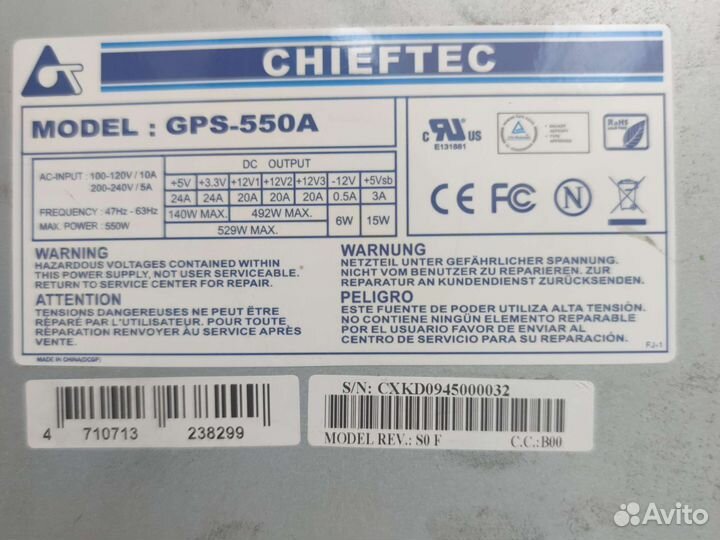 CHIEFTEC
MODEL : GPS-550A
AC-INPUT : 100-120V / 10A
200-240V / 5A
FREQUENCY : 47Hz - 63Hz
MAX. POWER : 550W
DC OUTPUT
+5V +3.3V +12V1 +12V2 +12V3 -12V +5Vsb
24A 24A 20A 20A 20A 0.5A 3A
140W MAX. 492W MAX. 6W 15W
529W MAX.
c RU US
E131881
RoHS
CE FC N
WARNING
HAZARDOUS VOLTAGES CONTAINED WITHIN
THIS POWER SUPPLY, NOT USER SERVICEABLE.
RETURN TO SERVICE CENTER FOR REPAIR.
ATTENTION
TENSIONS DANGEREUSES NE PEUT ÊTRE
RÉPARÉ PAR L'UTILISATEUR. POUR TOUTE
RÉPARATION RENVOYER AU SERVICE APRÈS
VENTE.
WARNUNG
NETZTEIL UNTER GEFÄHRLICHER SPANNUNG.
NICHT VOM BENUTZER ZU REPARIEREN. ZUR
REPARATUR AN KUNDENDIENST ZURÜCKSENDEN.
PELIGRO
ESTE FUENTE DE PODER UTILIZA ALTA TENSIÒN.
NO CONTIENE NINGÚN ELEMENTO REPARABLE
POR EL USUARIO FAVOR DE ENVIAR AL
CENTRO DE SERVICIO PARA SU REPARACIÓN.
FJ-1
MADE IN CHINA(DCGF)
4 710713 238299
S/N: CXKD0945000032
MODEL REV.: S0 F C.C.:B00
Avito